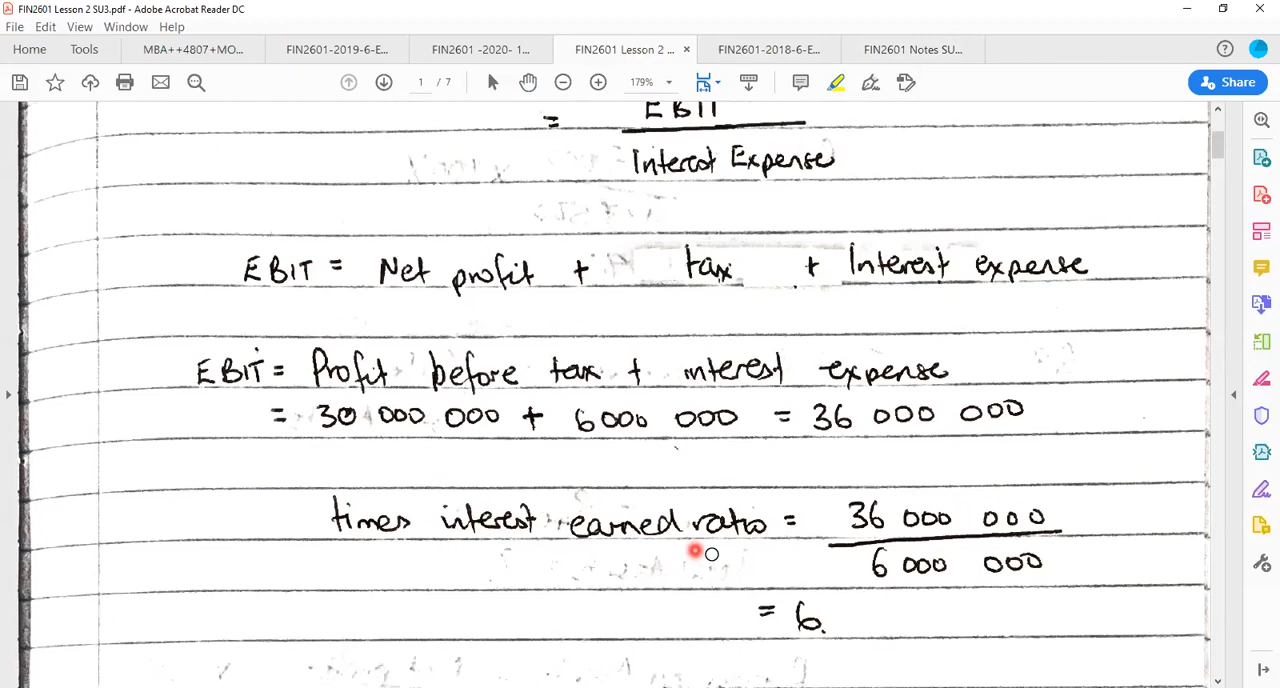 FIN2601 Lesson 2 SU3.pdf - Adobe Acrobat Reader DC
File Edit View Window Help
Home Tools MBA++4807+MO... FIN2601-2019-6-E... FIN2601 -2020- 1... FIN2601 Lesson 2 ... × FIN2601-2018-6-E... FIN2601 Notes SU...
1 / 7 179% Share
= EBIT
Interest Expense
EBIT = Net profit + tax + Interest expense
EBIT = Profit before tax + interest expense
= 30 000 000 + 6000 000 = 36 000 000
times interest earned ratio = 36 000 000
6 000 000
= 6.